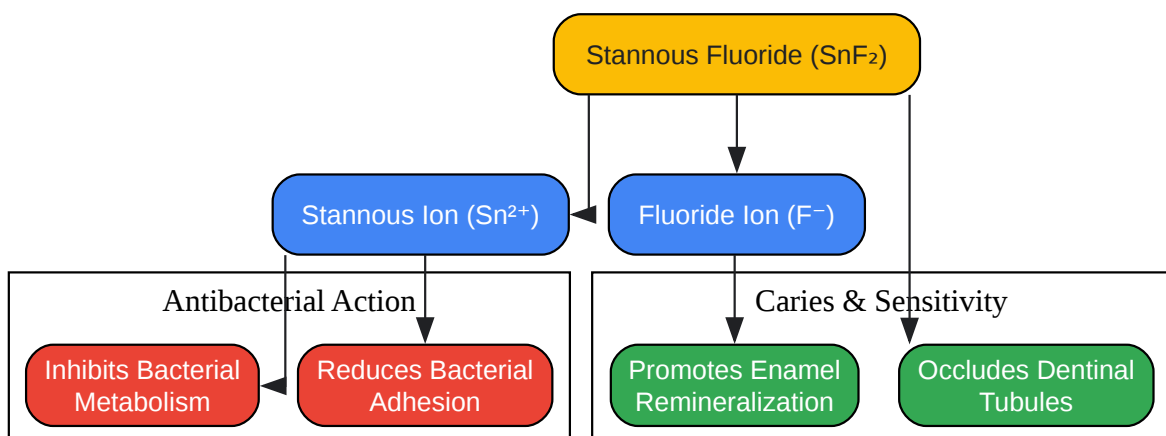 Stannous Fluoride (SnF₂)
Stannous Ion (Sn²⁺)
Fluoride Ion (F⁻)
Antibacterial Action
Caries & Sensitivity
Inhibits Bacterial
Metabolism
Reduces Bacterial
Adhesion
Promotes Enamel
Remineralization
Occludes Dentinal
Tubules